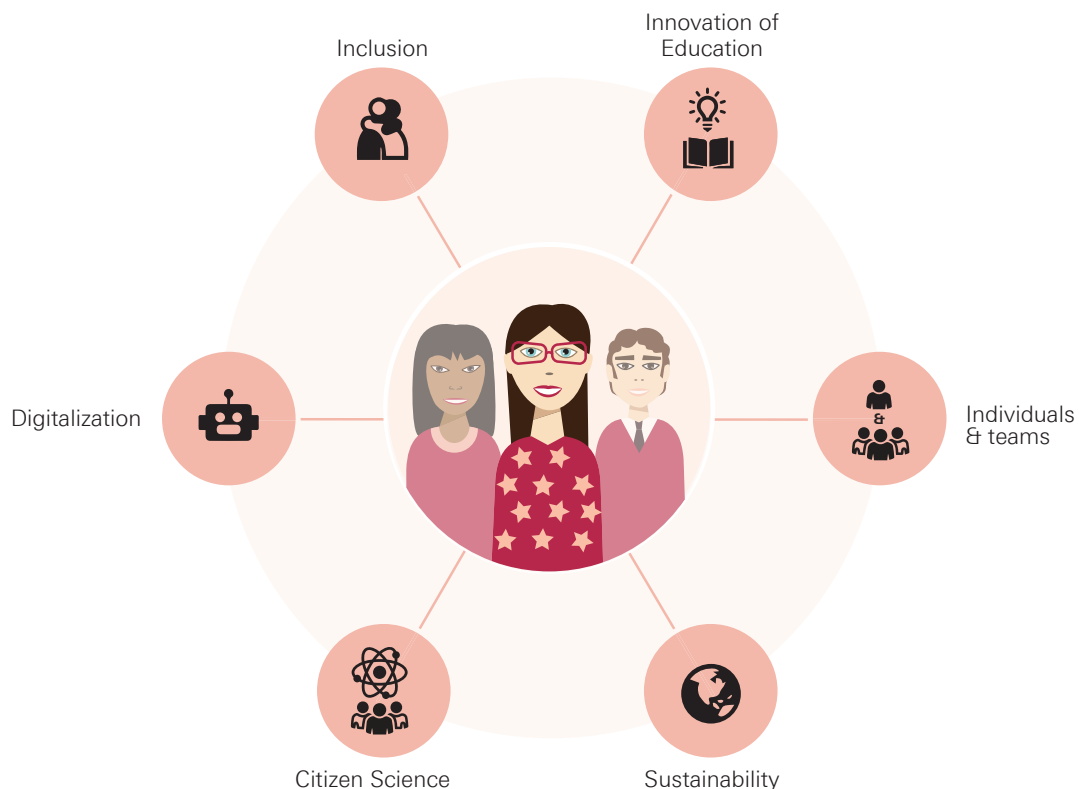 Innovation of
Education
Inclusion
Digitalization
&
Individuals
& teams
Citizen Science
Sustainability